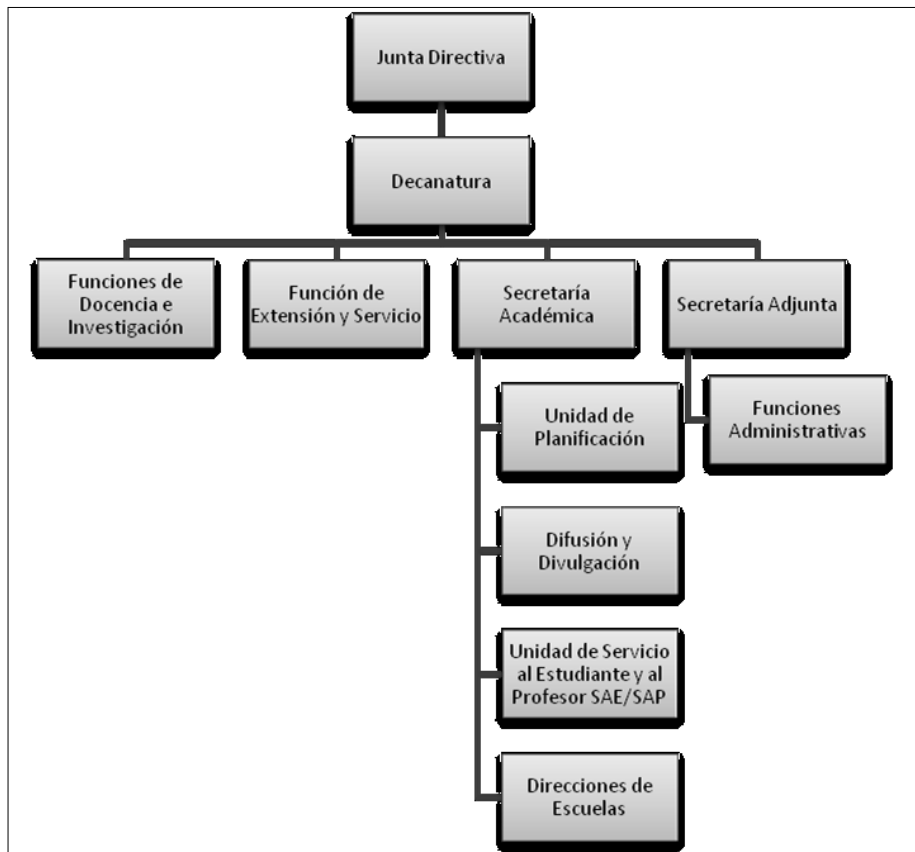 Junta Directiva
Decanatura
Funciones de
Docencia e
Investigación
Función de
Extensión y Servicio
Secretaría
Académica
Secretaría Adjunta
Unidad de
Planificación
Funciones
Administrativas
Difusión y
Divulgación
Unidad de Servicio
al Estudiante y al
Profesor SAE/SAP
Direcciones de
Escuelas